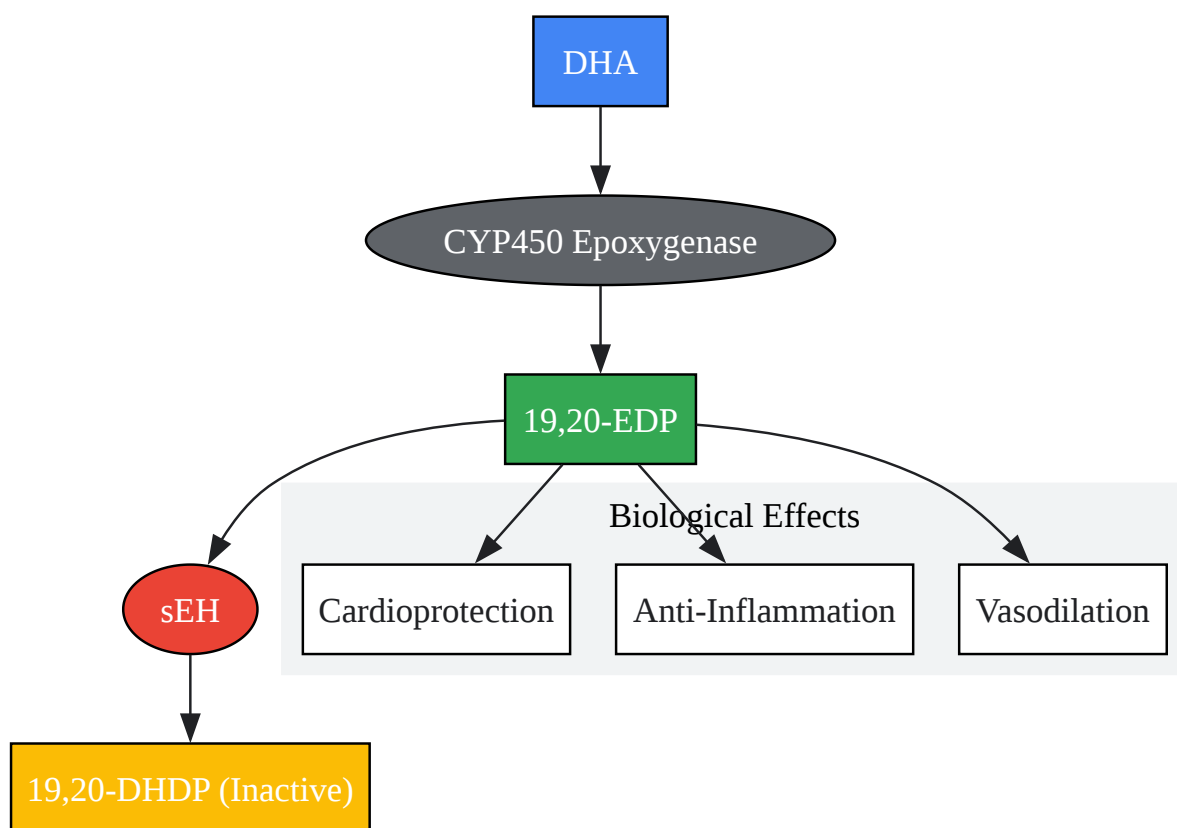 DHA
CYP450 Epoxygenase
19,20-EDP
Biological Effects
sEH
Cardioprotection
Anti-Inflammation
Vasodilation
19,20-DHDP (Inactive)